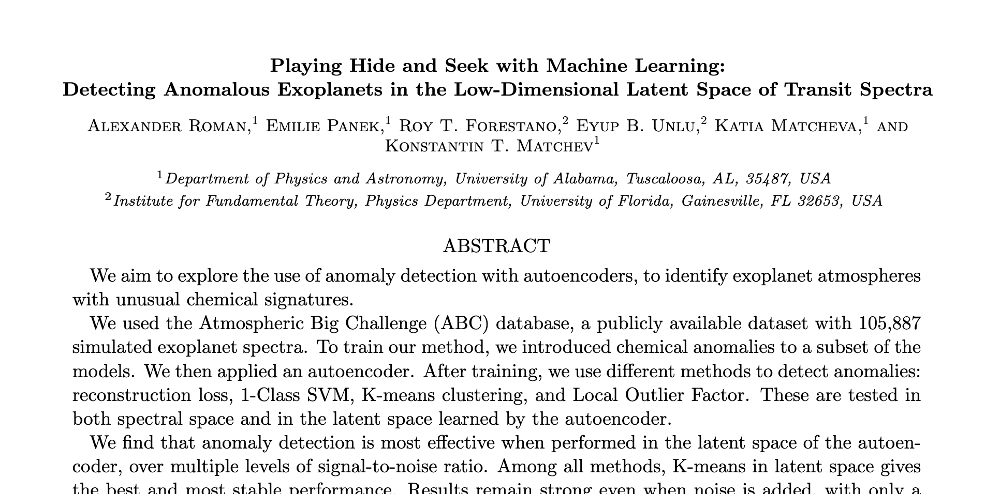 Playing Hide and Seek with Machine Learning:
Detecting Anomalous Exoplanets in the Low-Dimensional Latent Space of Transit Spectra
Alexander Roman,¹ Emilie Panek,¹ Roy T. Forestano,² Eyup B. Unlu,² Katia Matcheva,¹ and
Konstantin T. Matchev¹
¹Department of Physics and Astronomy, University of Alabama, Tuscaloosa, AL, 35487, USA
²Institute for Fundamental Theory, Physics Department, University of Florida, Gainesville, FL 32653, USA
ABSTRACT
We aim to explore the use of anomaly detection with autoencoders, to identify exoplanet atmospheres
with unusual chemical signatures.
We used the Atmospheric Big Challenge (ABC) database, a publicly available dataset with 105,887
simulated exoplanet spectra. To train our method, we introduced chemical anomalies to a subset of the
models. We then applied an autoencoder. After training, we use different methods to detect anomalies:
reconstruction loss, 1-Class SVM, K-means clustering, and Local Outlier Factor. These are tested in
both spectral space and in the latent space learned by the autoencoder.
We find that anomaly detection is most effective when performed in the latent space of the autoen-
coder, over multiple levels of signal-to-noise ratio. Among all methods, K-means in latent space gives
the best and most stable performance. Results remain strong even when noise is added, with only a